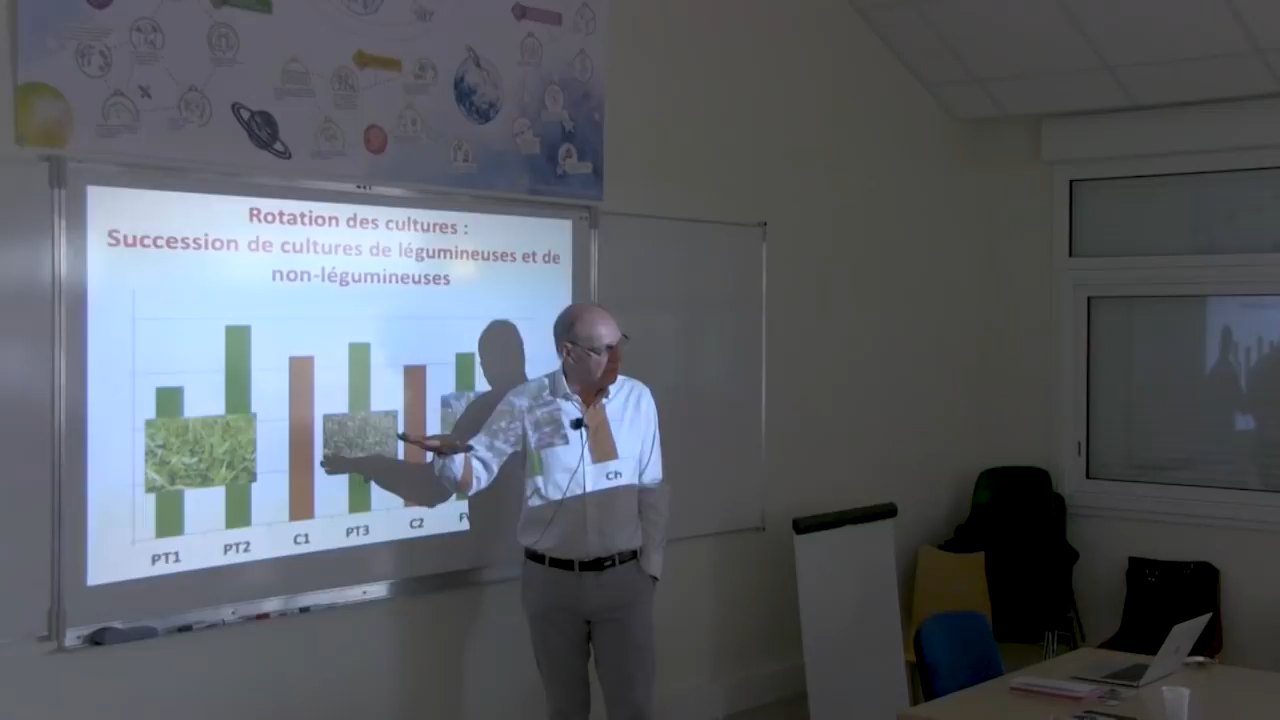 Rotation des cultures :
Succession de cultures de légumineuses et de
non-légumineuses
PT1
PT2
C1
PT3
C2
Ch